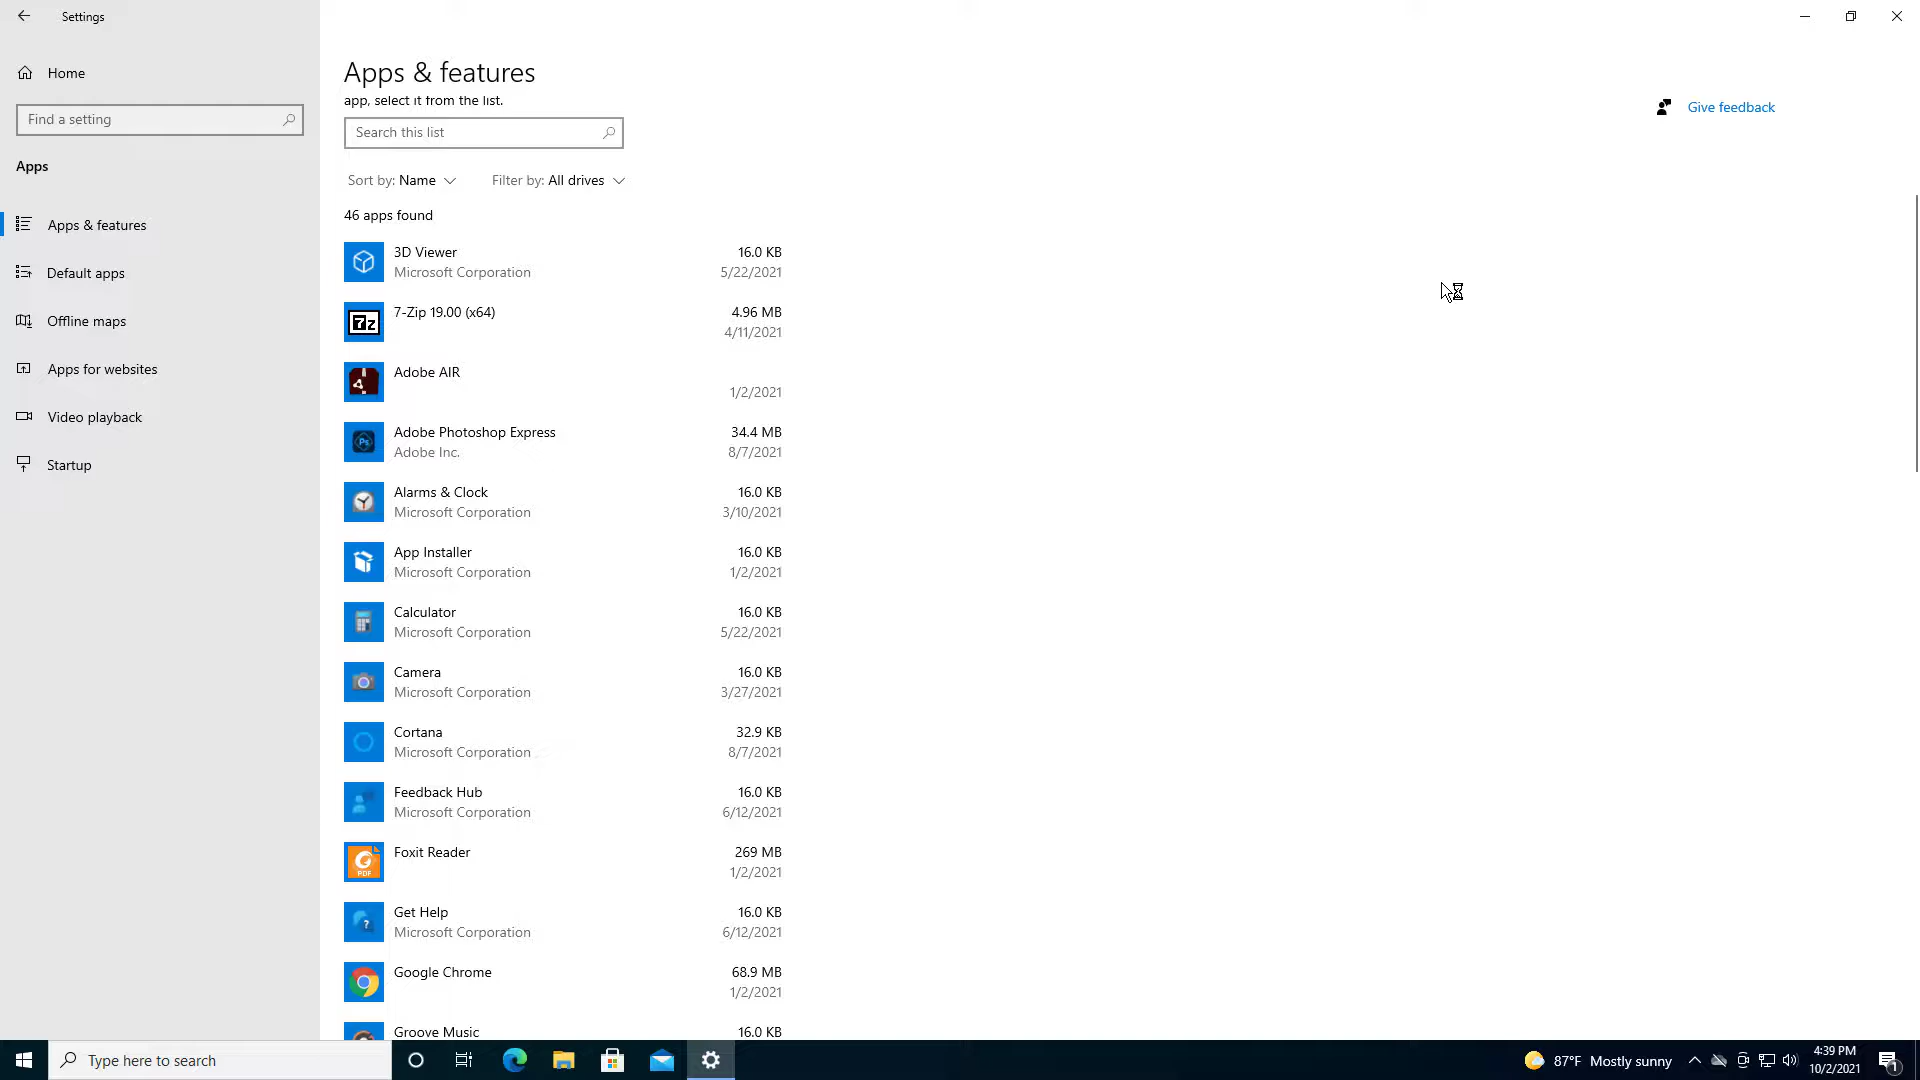 Settings
Home
Find a setting
Apps
Apps & features
Default apps
Offline maps
Apps for websites
Video playback
Startup
Apps & features
app, select it from the list.
Search this list
Sort by: Name
Filter by: All drives
46 apps found
3D Viewer 16.0 KB
Microsoft Corporation 5/22/2021
7-Zip 19.00 (x64) 4.96 MB
4/11/2021
Adobe AIR
1/2/2021
Adobe Photoshop Express 34.4 MB
Adobe Inc. 8/7/2021
Alarms & Clock 16.0 KB
Microsoft Corporation 3/10/2021
App Installer 16.0 KB
Microsoft Corporation 1/2/2021
Calculator 16.0 KB
Microsoft Corporation 5/22/2021
Camera 16.0 KB
Microsoft Corporation 3/27/2021
Cortana 32.9 KB
Microsoft Corporation 8/7/2021
Feedback Hub 16.0 KB
Microsoft Corporation 6/12/2021
Foxit Reader 269 MB
PDF 1/2/2021
Get Help 16.0 KB
Microsoft Corporation 6/12/2021
Google Chrome 68.9 MB
1/2/2021
Groove Music 16.0 KB
Give feedback
Type here to search
87°F Mostly sunny
4:39 PM
10/2/2021
1